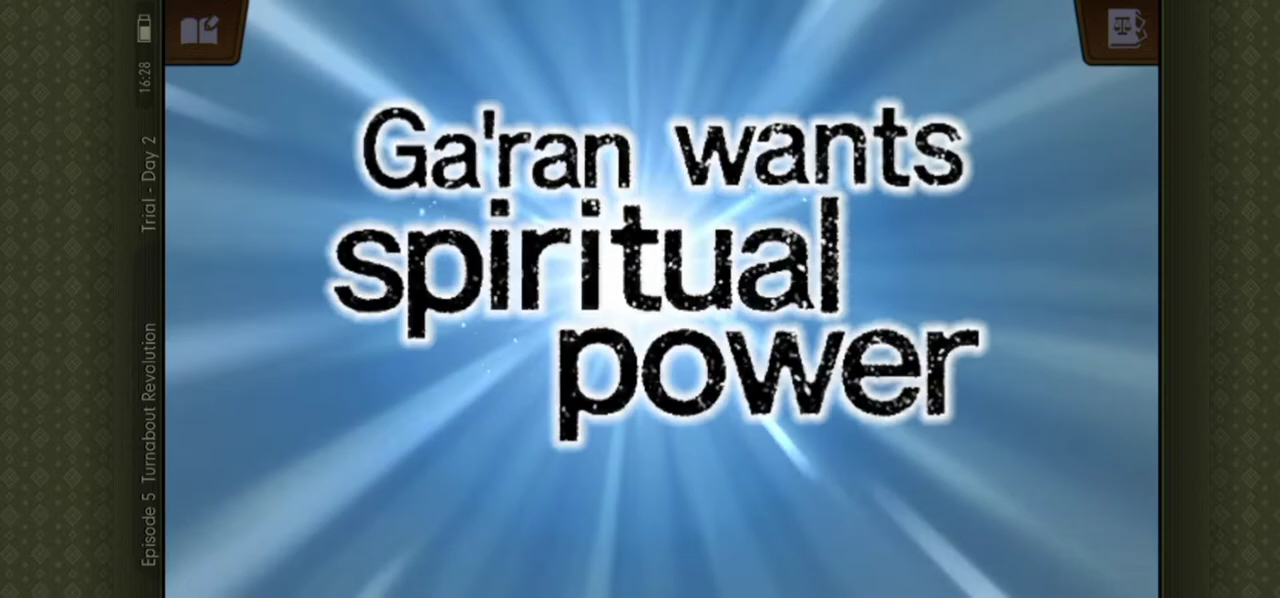 Ga'ran wants
spiritual
power
16:28
Trial - Day 2
Episode 5 Turnabout Revolution